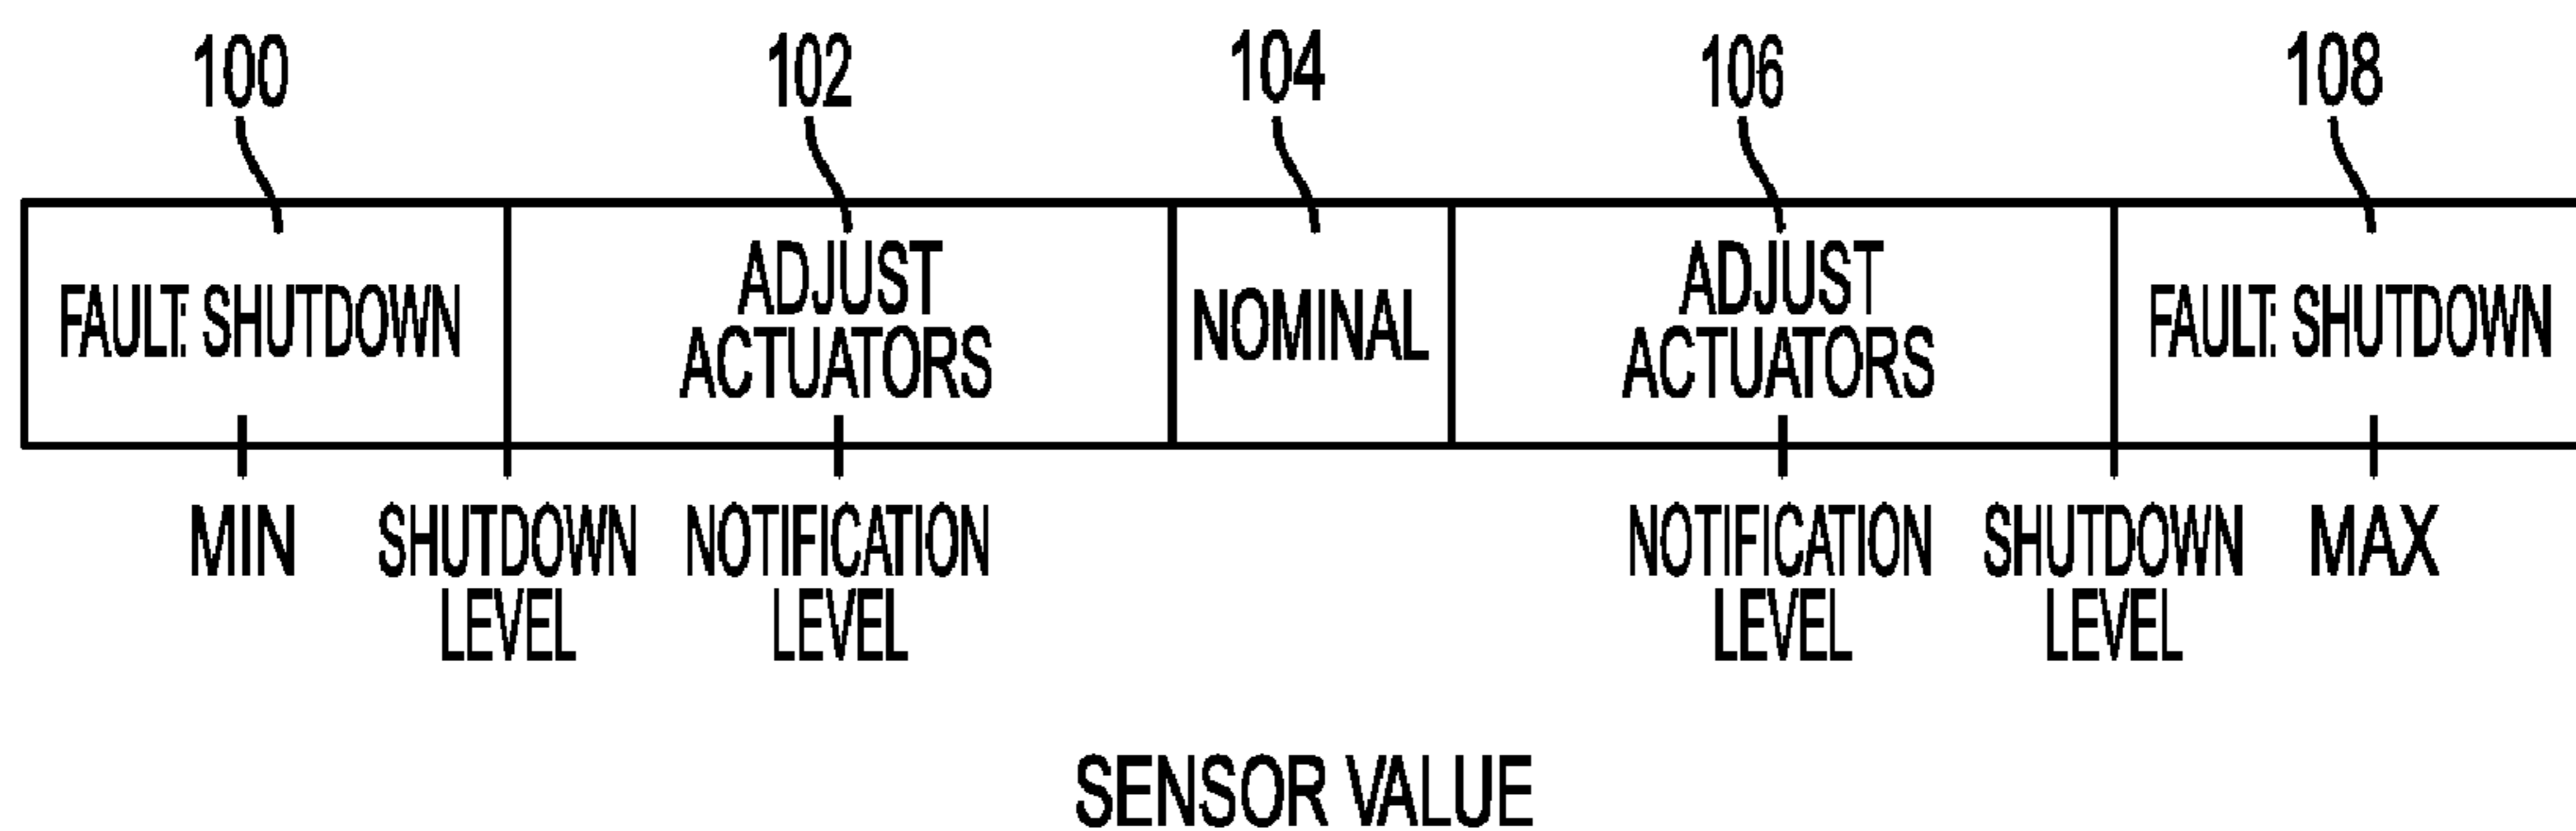 100 102 104 106 108
FAULT: SHUTDOWN
ADJUST
ACTUATORS
NOMINAL
ADJUST
ACTUATORS
FAULT: SHUTDOWN
MIN
SHUTDOWN
LEVEL
NOTIFICATION
LEVEL
NOTIFICATION
LEVEL
SHUTDOWN
LEVEL
MAX
SENSOR VALUE